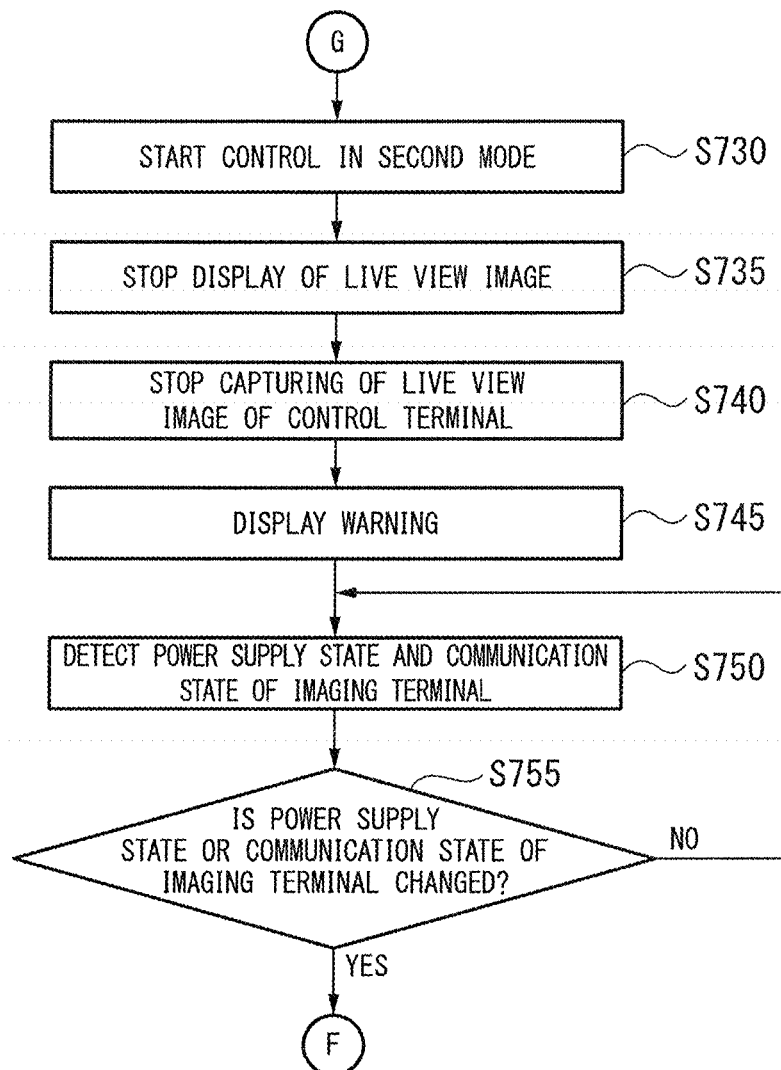 G
START CONTROL IN SECOND MODE
S730
STOP DISPLAY OF LIVE VIEW IMAGE
S735
STOP CAPTURING OF LIVE VIEW
IMAGE OF CONTROL TERMINAL
S740
DISPLAY WARNING
S745
DETECT POWER SUPPLY STATE AND COMMUNICATION
STATE OF IMAGING TERMINAL
S750
S755
IS POWER SUPPLY
STATE OR COMMUNICATION STATE OF
IMAGING TERMINAL CHANGED?
NO
YES
F